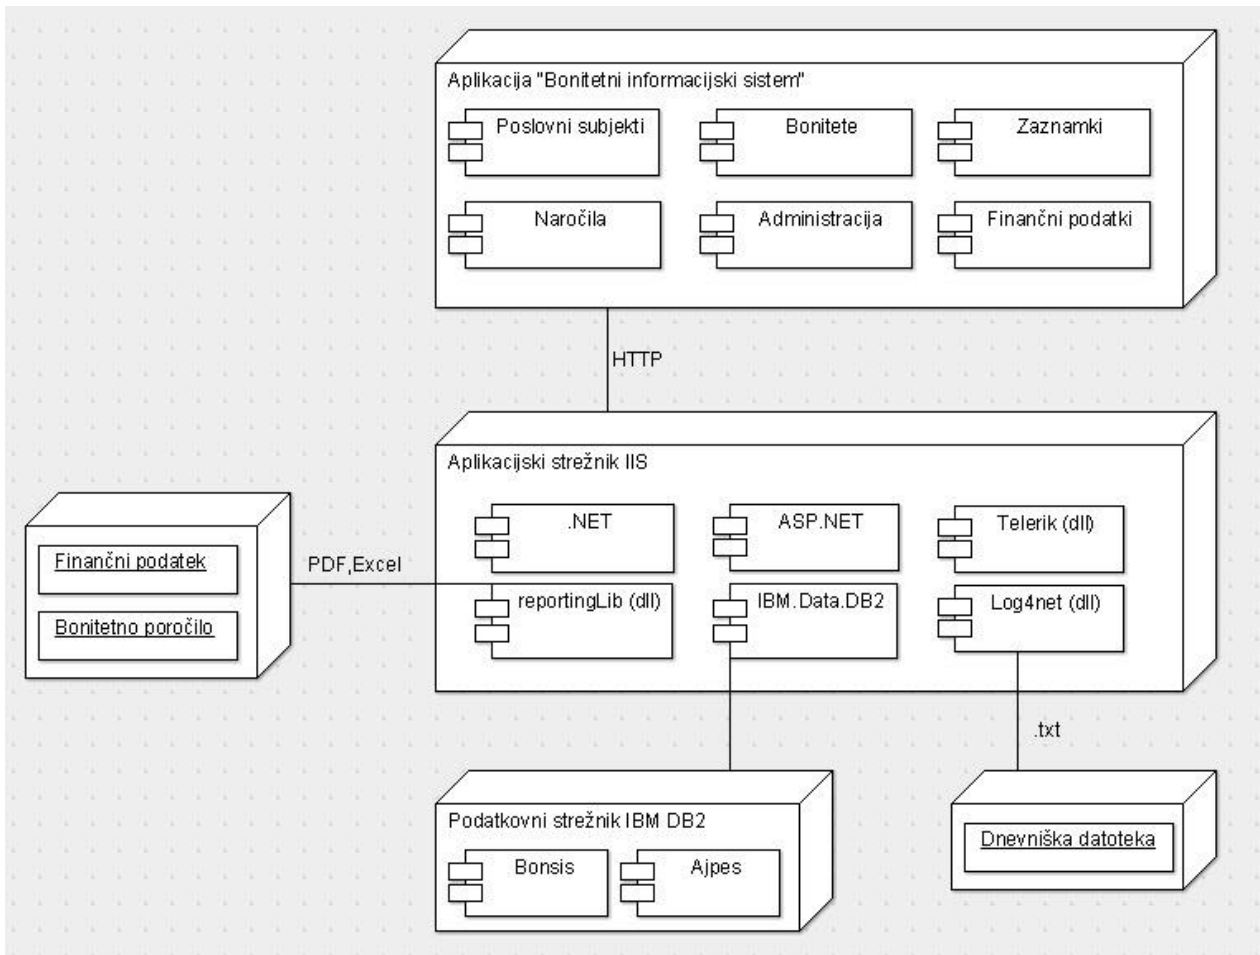 Aplikacija "Bonitetni informacijski sistem"
Poslovni subjekti
Bonitete
Zaznamki
Naročila
Administracija
Finančni podatki
HTTP
Aplikacijski strežnik IIS
.NET
ASP.NET
Telerik (dll)
Finančni podatek
PDF,Excel
reportingLib (dll)
IBM.Data.DB2
Log4net (dll)
Bonitetno poročilo
.txt
Podatkovni strežnik IBM DB2
Dnevniška datoteka
Bonsis
Ajpes